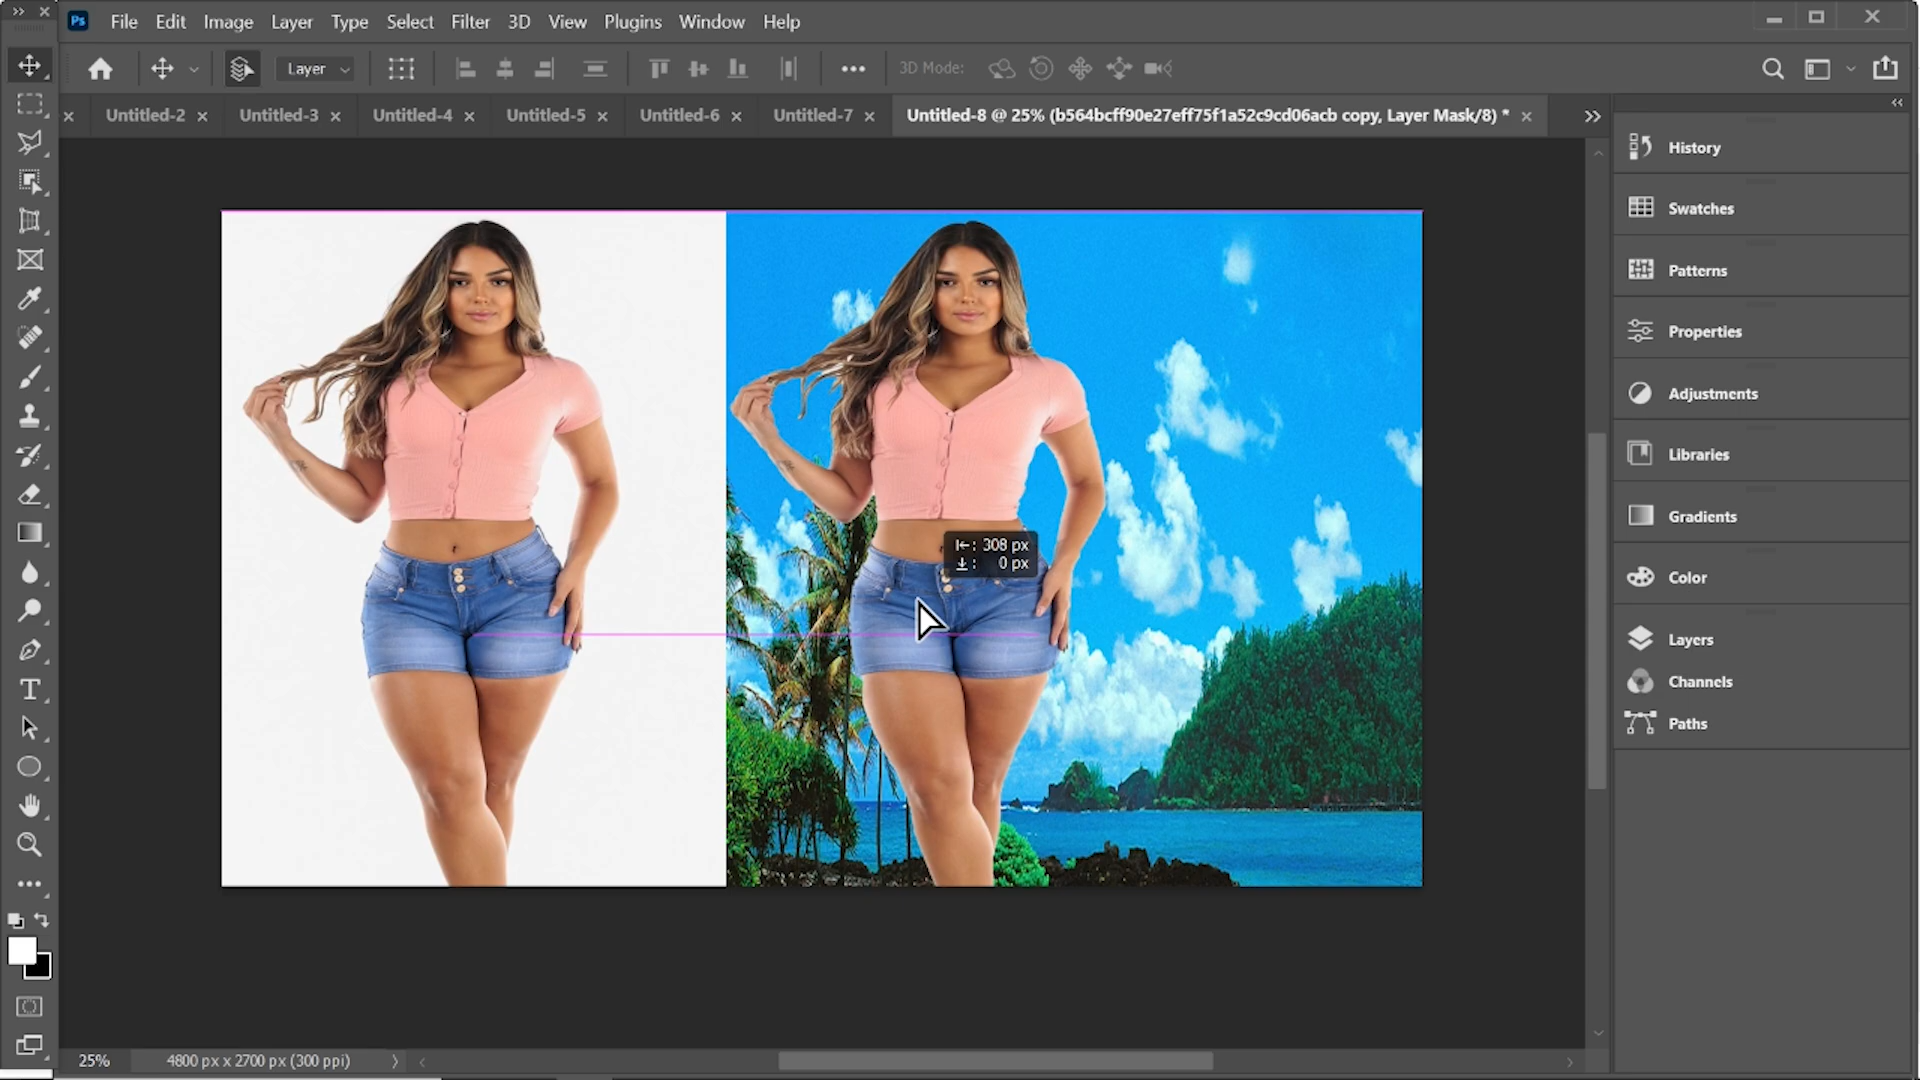 Ps File Edit Image Layer Type Select Filter 3D View Plugins Window Help
Layer 3D Mode:
Untitled-2 Untitled-3 Untitled-4 Untitled-5 Untitled-6 Untitled-7 Untitled-8 @ 25% (b564bcff90e27eff75f1a52c9cd06acb copy, Layer Mask/8) *
History
Swatches
Patterns
Properties
Adjustments
Libraries
Gradients
Color
Layers
Channels
Paths
308 px
0 px
25% 4800 px x 2700 px (300 ppi)